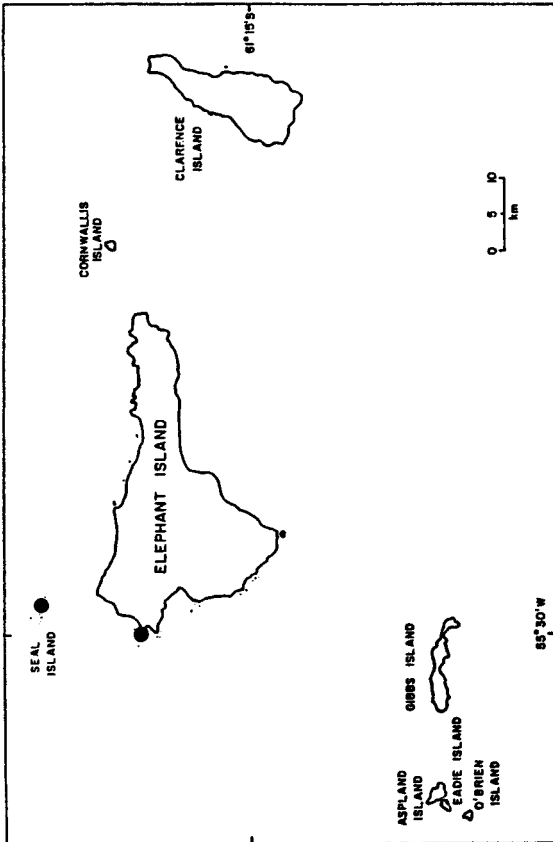 SEAL
ISLAND
CORNWALLIS
ISLAND
ELEPHANT ISLAND
CLARENCE
ISLAND
61°15'S
ASPLAND
ISLAND
GIBBS ISLAND
EADIE ISLAND
O'BRIEN
ISLAND
0 5 10
km
55°30'W